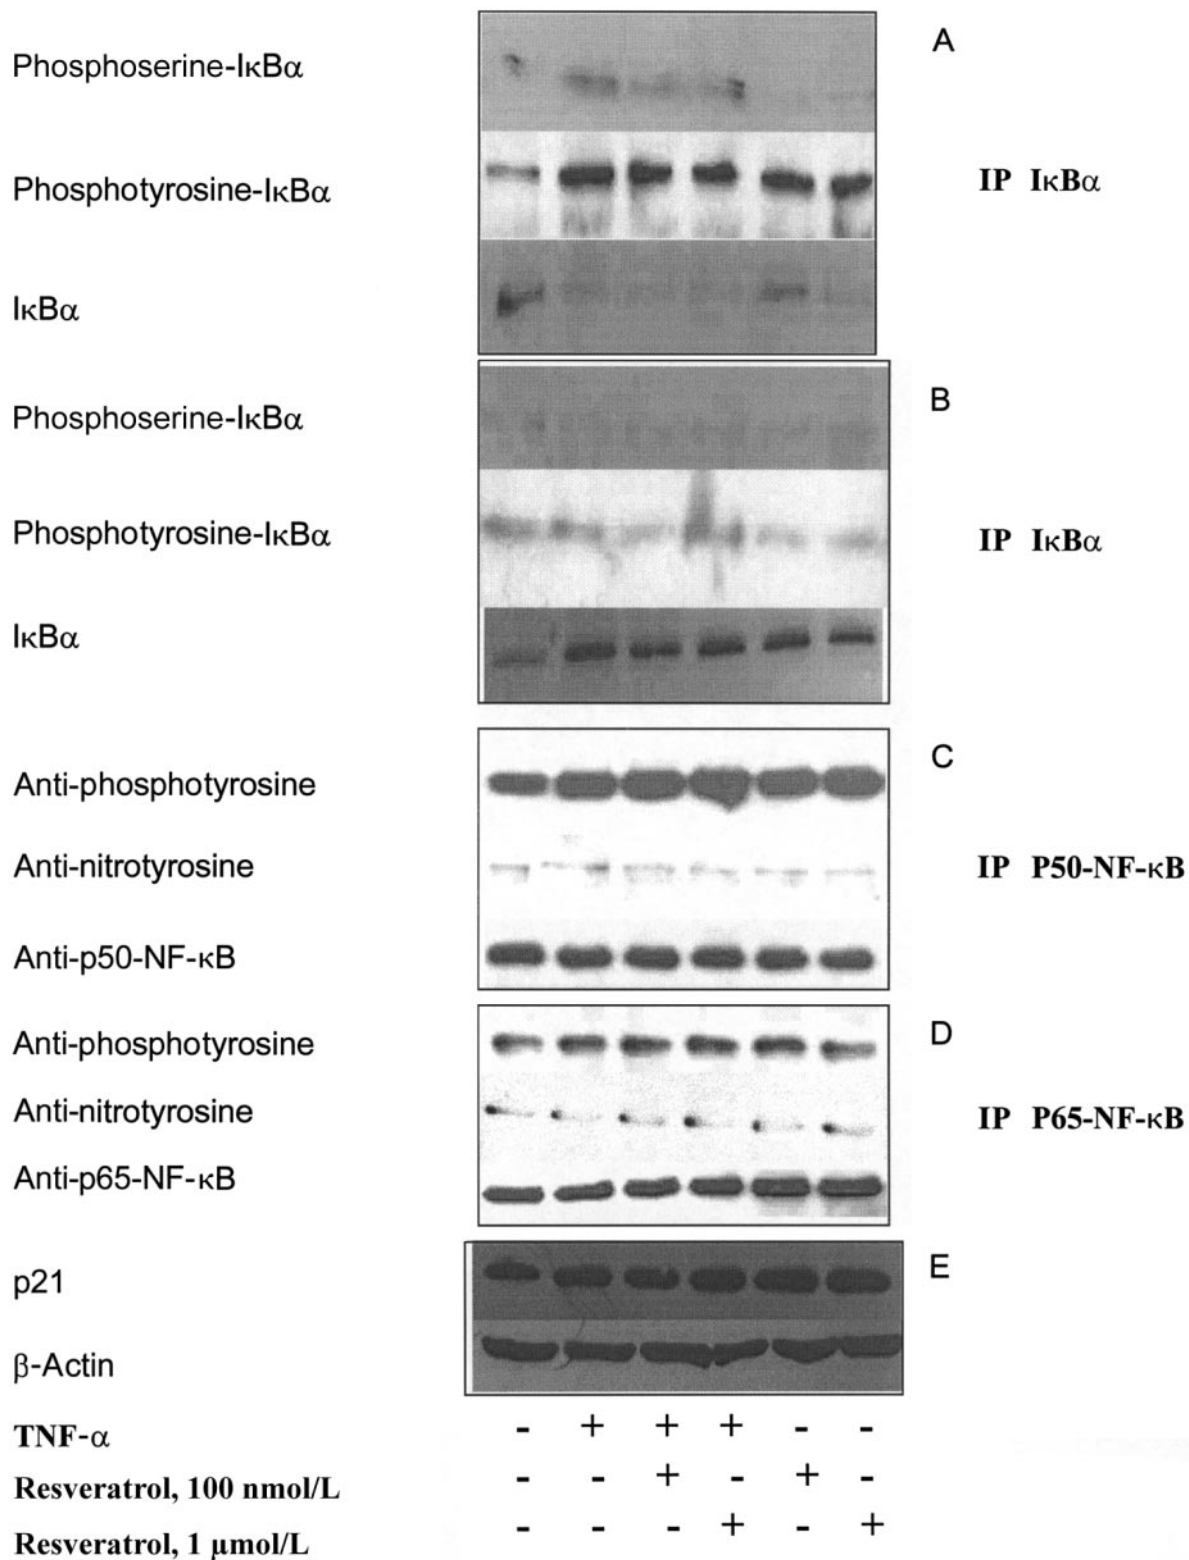 A
Phosphoserine-IκBα
Phosphotyrosine-IκBα IP IκBα
IκBα
B
Phosphoserine-IκBα
Phosphotyrosine-IκBα IP IκBα
IκBα
C
Anti-phosphotyrosine
Anti-nitrotyrosine IP P50-NF-κB
Anti-p50-NF-κB
D
Anti-phosphotyrosine
Anti-nitrotyrosine IP P65-NF-κB
Anti-p65-NF-κB
E
p21
β-Actin
TNF-α - + + + - -
Resveratrol, 100 nmol/L - - + - + -
Resveratrol, 1 μmol/L - - - + - +